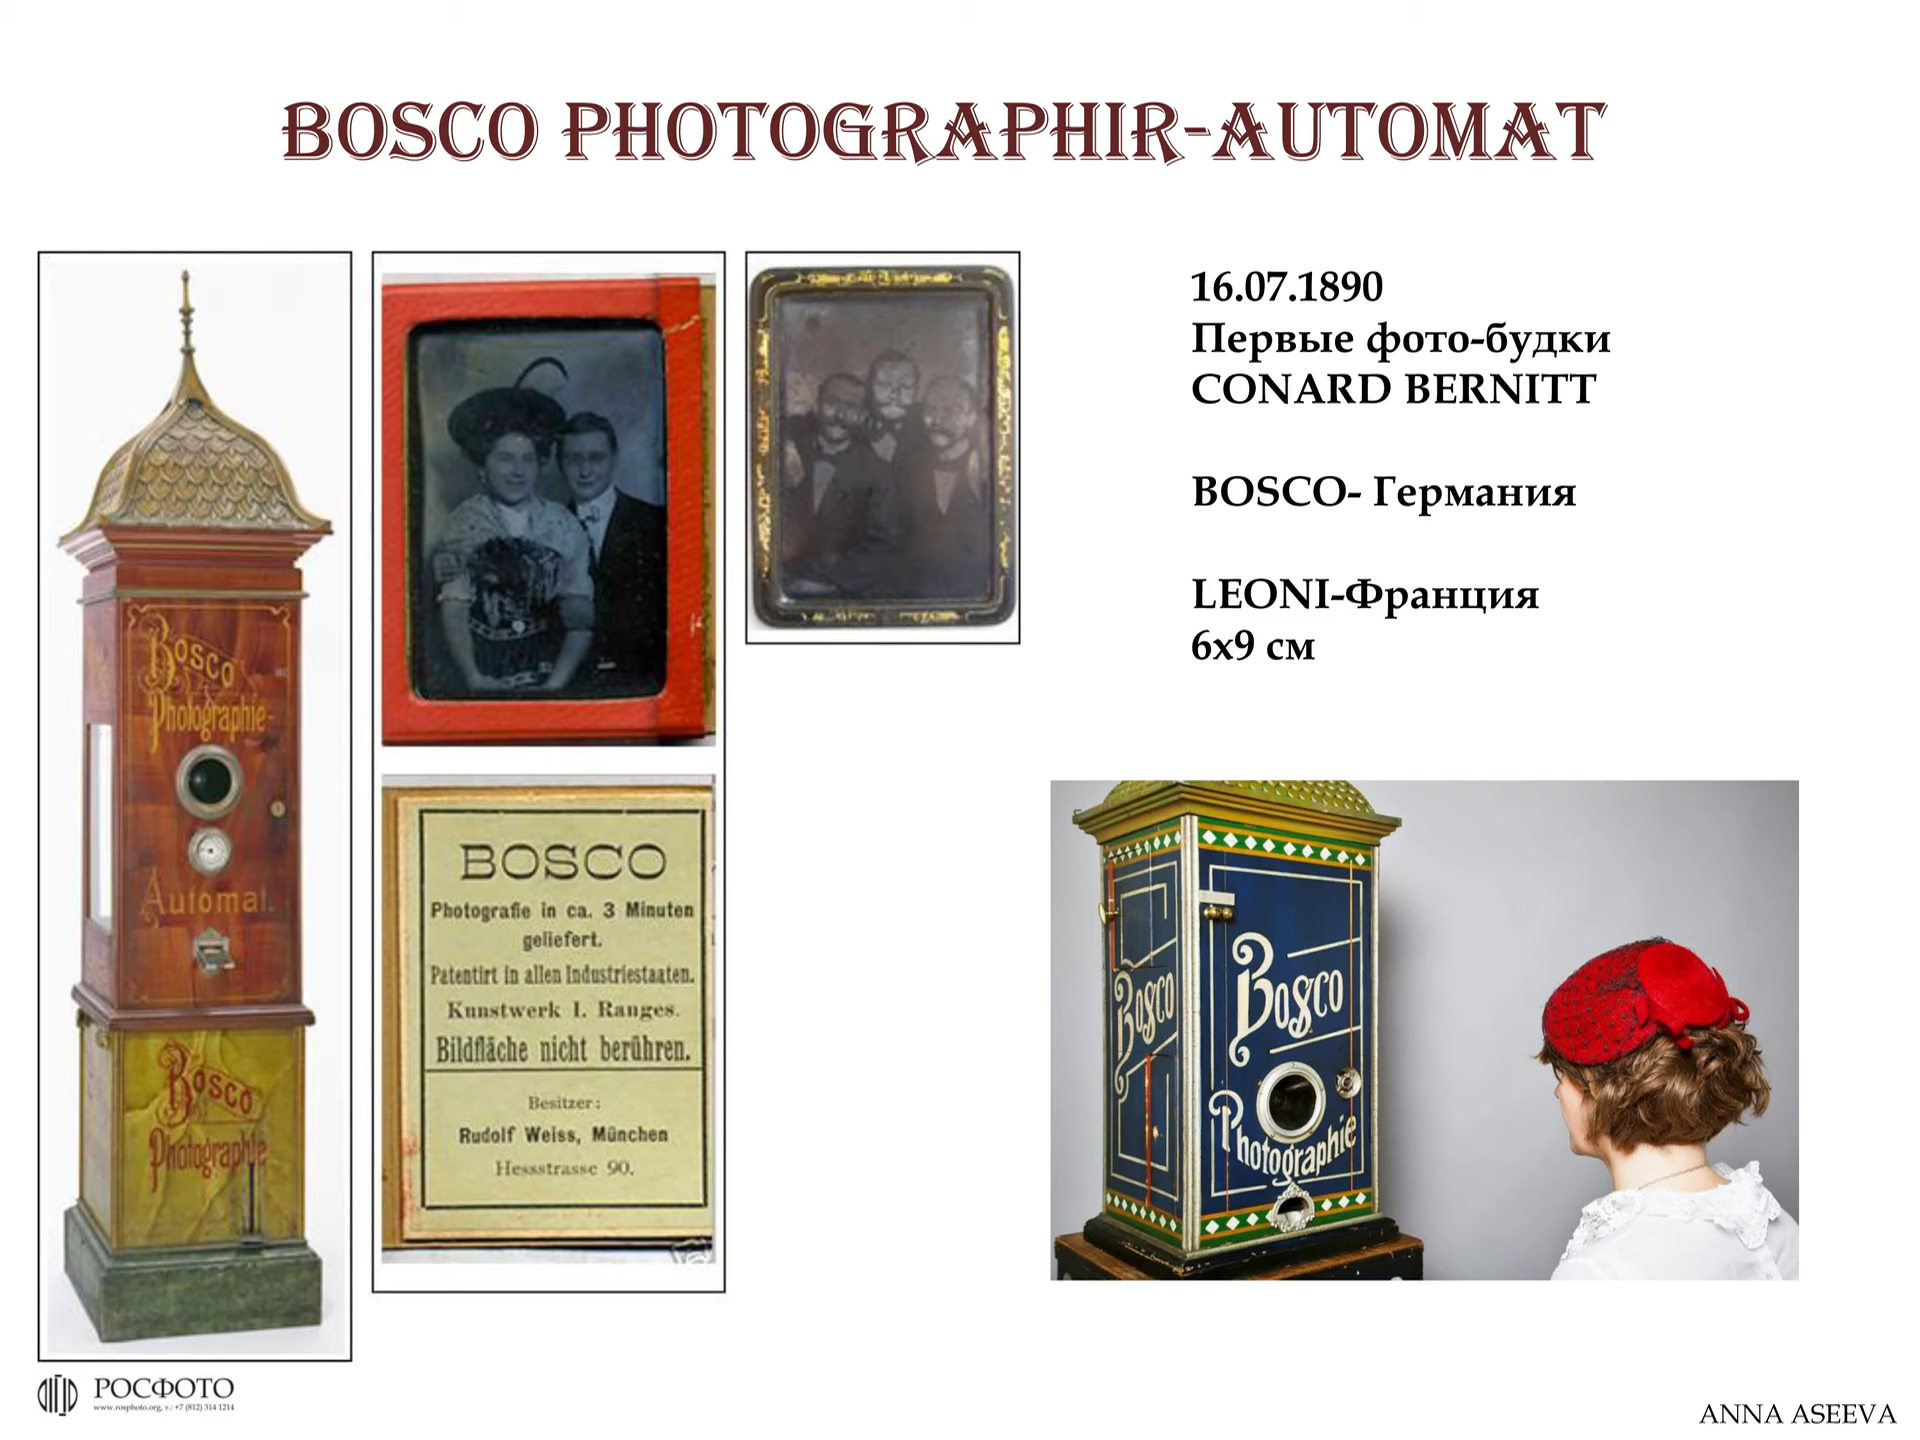 BOSCO PHOTOGRAPHIR-AUTOMAT
16.07.1890
Первые фото-будки
CONARD BERNITT
BOSCO- Германия
LEONI-Франция
6х9 см
Bosco
Photographie-
Automat.
Bosco
Photographie
BOSCO
Photografie in ca. 3 Minuten
geliefert.
Patentirt in allen Industriestaaten.
Kunstwerk I. Ranges.
Bildfläche nicht berühren.
Besitzer:
Rudolf Weiss, München
Hessstrasse 90.
Bosco
Bosco
Photographie
РОСФОТО
www.rosphoto.org, т.: +7 (812) 314 1214
ANNA ASEEVA